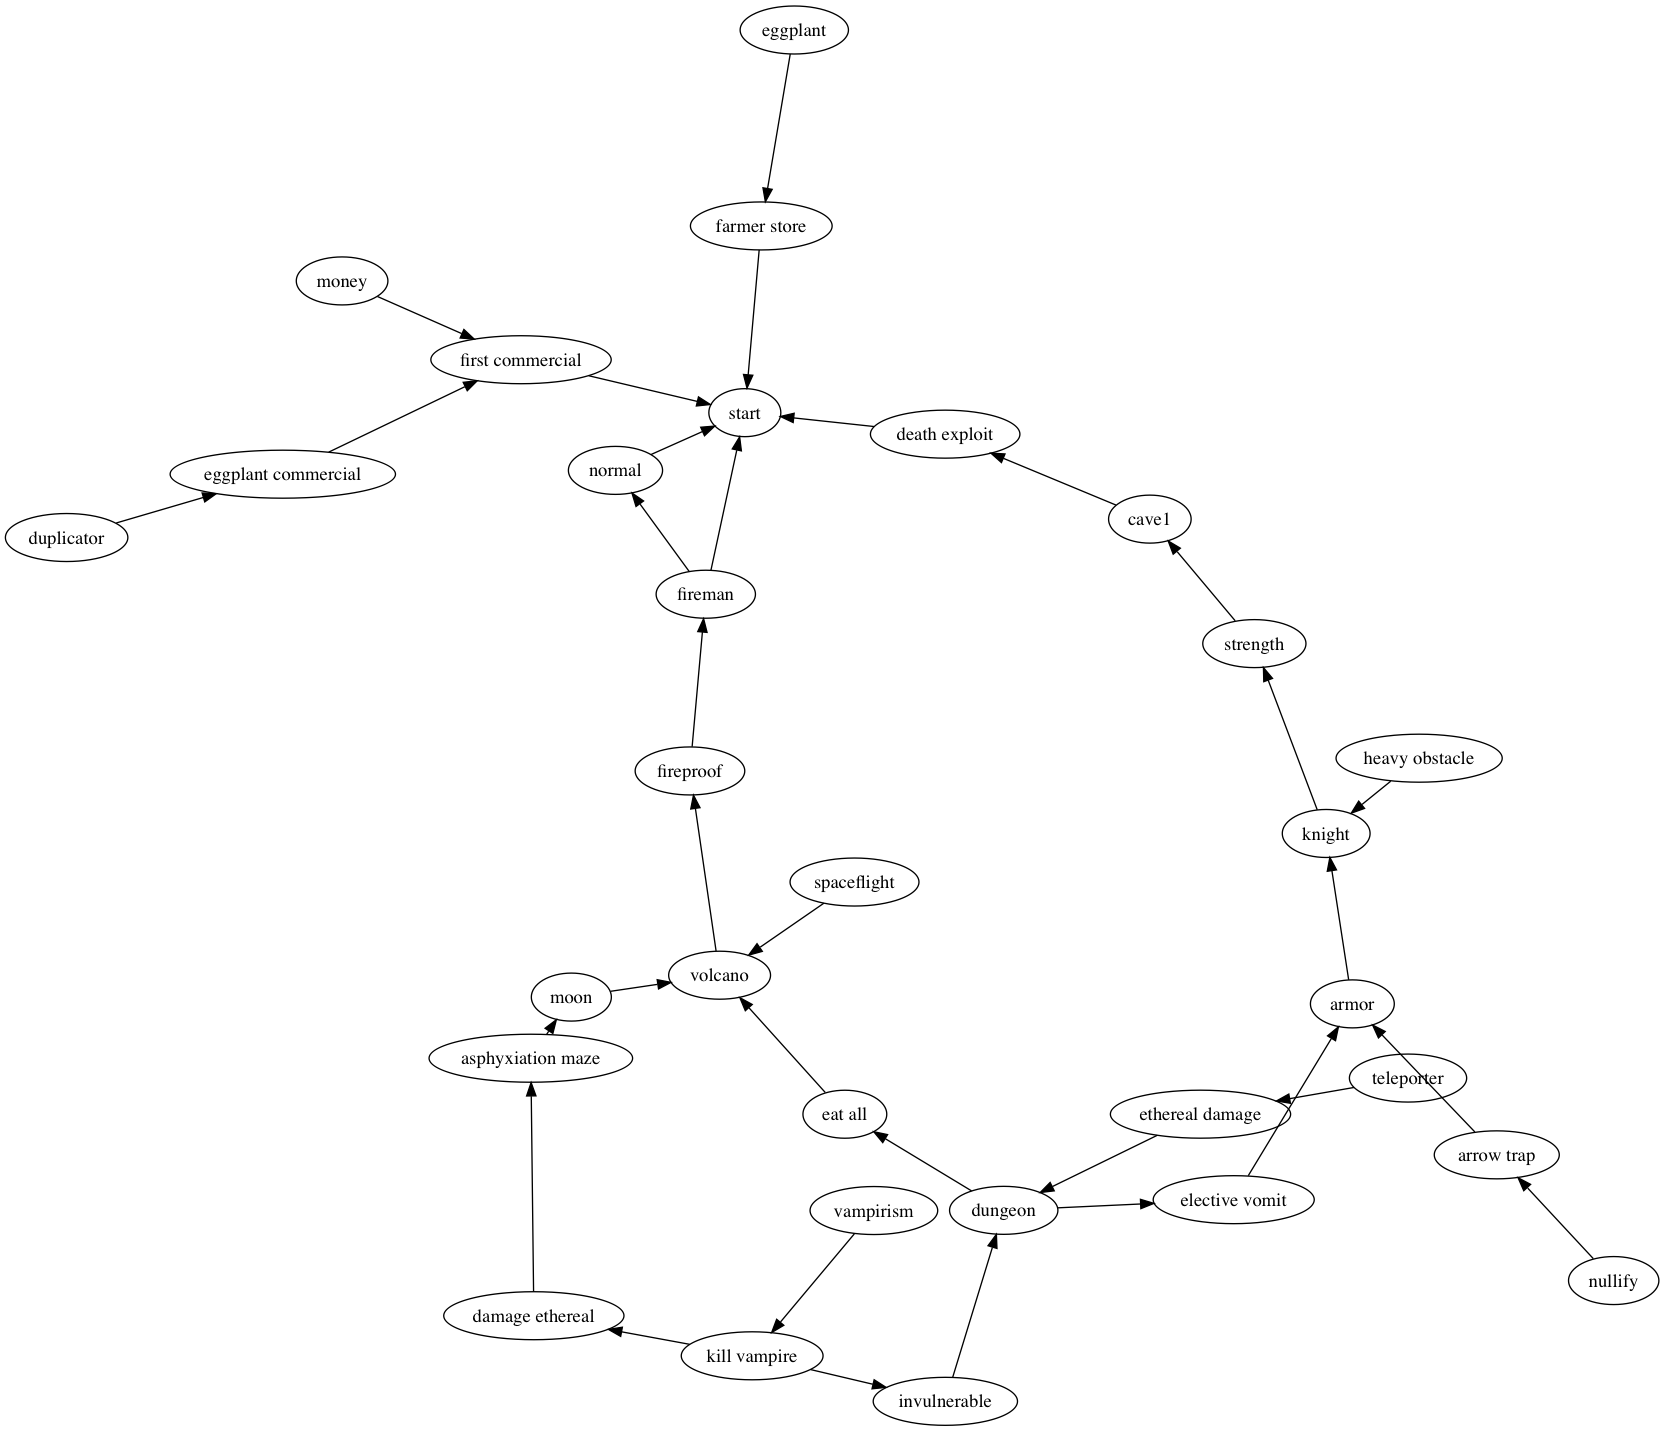 eggplant
farmer store
money
first commercial
start
death exploit
normal
eggplant commercial
cave1
duplicator
fireman
strength
heavy obstacle
fireproof
knight
spaceflight
volcano
moon
armor
asphyxiation maze
teleporter
eat all
ethereal damage
arrow trap
elective vomit
vampirism
dungeon
nullify
damage ethereal
kill vampire
invulnerable